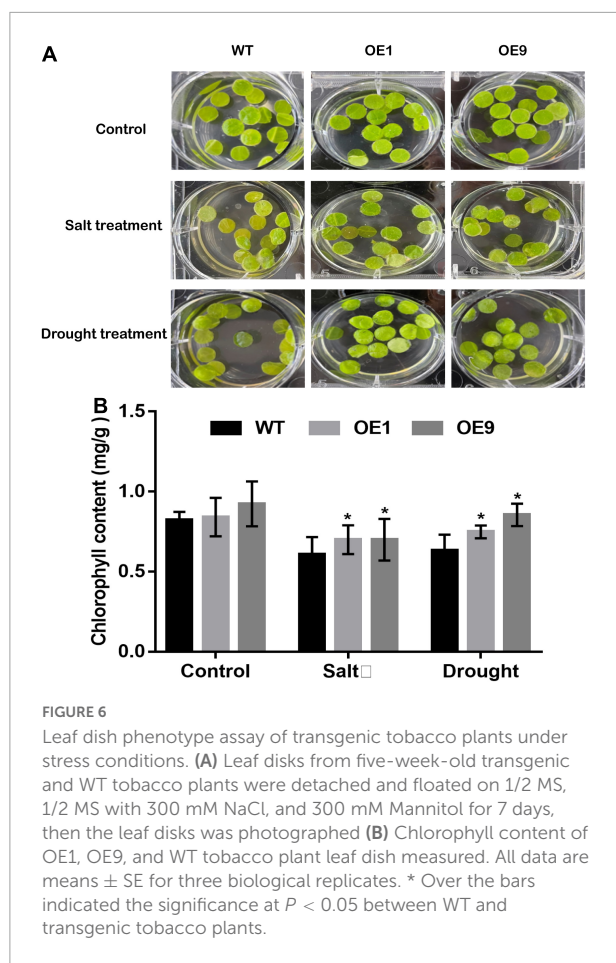 A
WT OE1 OE9
Control
Salt treatment
Drought treatment
B
Chlorophyll content (mg/g)
1.5
1.0
0.5
0.0
WT OE1 OE9
* * * *
Control Salt□ Drought
FIGURE 6
Leaf dish phenotype assay of transgenic tobacco plants under
stress conditions. (A) Leaf disks from five-week-old transgenic
and WT tobacco plants were detached and floated on 1/2 MS,
1/2 MS with 300 mM NaCl, and 300 mM Mannitol for 7 days,
then the leaf disks was photographed (B) Chlorophyll content of
OE1, OE9, and WT tobacco plant leaf dish measured. All data are
means ± SE for three biological replicates. * Over the bars
indicated the significance at P < 0.05 between WT and
transgenic tobacco plants.